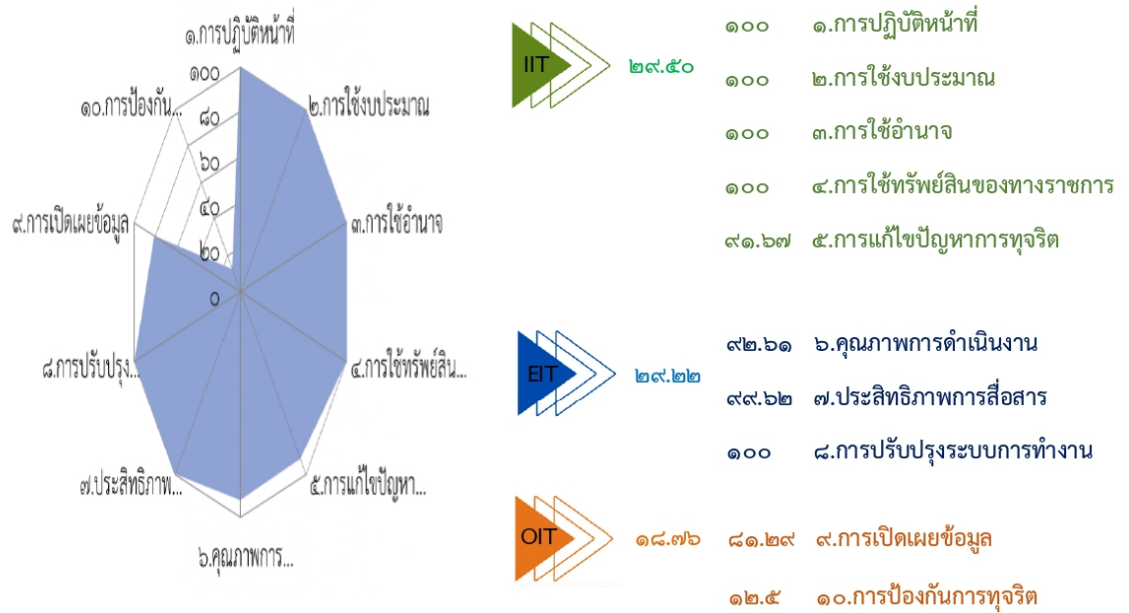 ๑.การปฏิบัติหน้าที่
๑๐๐
๑๐.การป้องกัน...
๘๐
๒.การใช้งบประมาณ
๖๐
๙.การเปิดเผยข้อมูล
๔๐
๓.การใช้อำนาจ
๒๐
๐
๘.การปรับปรุง...
๔.การใช้ทรัพย์สิน...
๗.ประสิทธิภาพ...
๕.การแก้ไขปัญหา...
๖.คุณภาพการ...
IIT ๒๙.๕๐
๑๐๐ ๑.การปฏิบัติหน้าที่
๑๐๐ ๒.การใช้งบประมาณ
๑๐๐ ๓.การใช้อำนาจ
๑๐๐ ๔.การใช้ทรัพย์สินของทางราชการ
๙๑.๖๗ ๕.การแก้ไขปัญหาการทุจริต
EIT ๒๙.๒๒
๙๒.๖๑ ๖.คุณภาพการดำเนินงาน
๙๙.๖๒ ๗.ประสิทธิภาพการสื่อสาร
๑๐๐ ๘.การปรับปรุงระบบการทำงาน
OIT ๑๘.๗๖
๘๑.๒๙ ๙.การเปิดเผยข้อมูล
๑๒.๕ ๑๐.การป้องกันการทุจริต